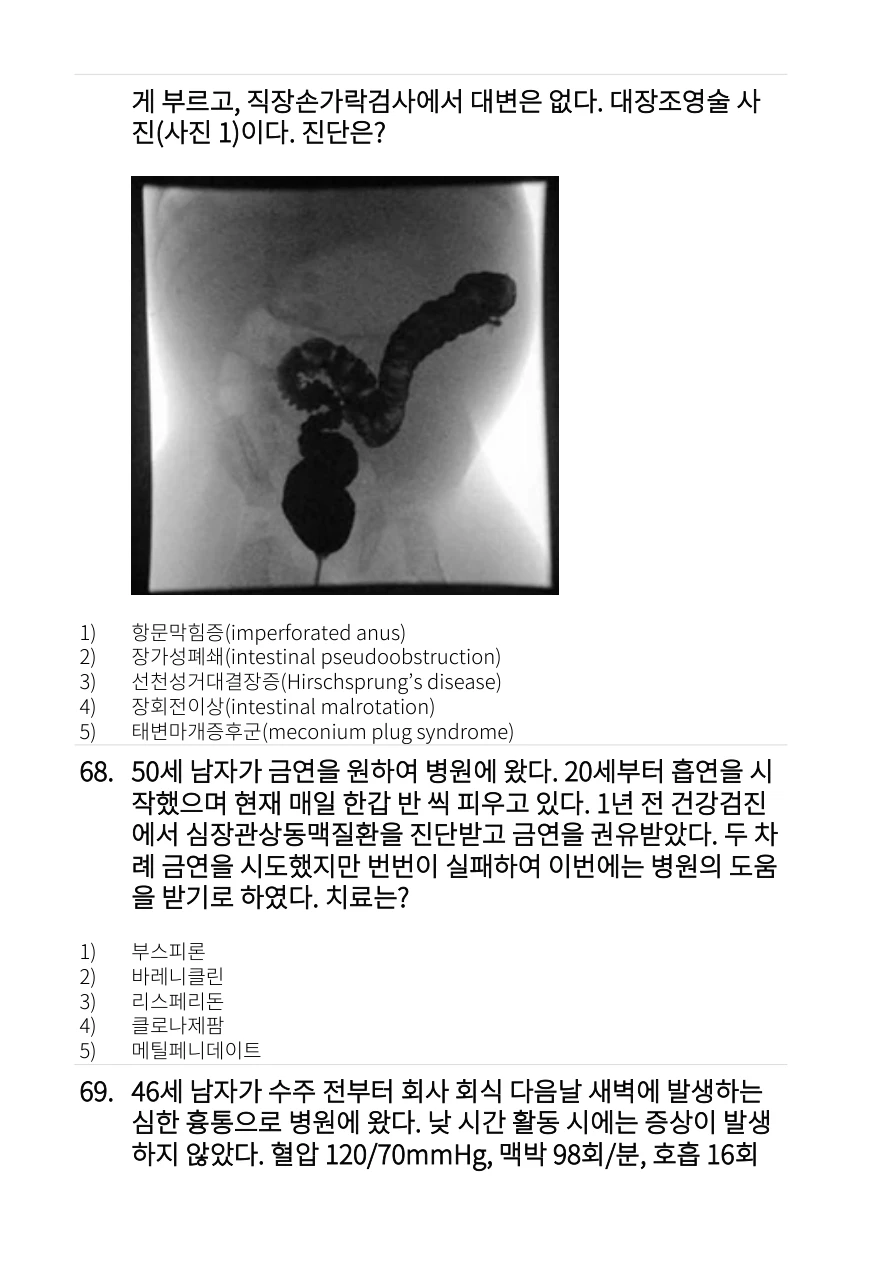 게 부르고, 직장손가락검사에서 대변은 없다. 대장조영술 사
진(사진 1)이다. 진단은?
1) 항문막힘증(imperforated anus)
2) 장가성폐쇄(intestinal pseudoobstruction)
3) 선천성거대결장증(Hirschsprung’s disease)
4) 장회전이상(intestinal malrotation)
5) 태변마개증후군(meconium plug syndrome)
68. 50세 남자가 금연을 원하여 병원에 왔다. 20세부터 흡연을 시
작했으며 현재 매일 한갑 반 씩 피우고 있다. 1년 전 건강검진
에서 심장관상동맥질환을 진단받고 금연을 권유받았다. 두 차
례 금연을 시도했지만 번번이 실패하여 이번에는 병원의 도움
을 받기로 하였다. 치료는?
1) 부스피론
2) 바레니클린
3) 리스페리돈
4) 클로나제팜
5) 메틸페니데이트
69. 46세 남자가 수주 전부터 회사 회식 다음날 새벽에 발생하는
심한 흉통으로 병원에 왔다. 낮 시간 활동 시에는 증상이 발생
하지 않았다. 혈압 120/70mmHg, 맥박 98회/분, 호흡 16회